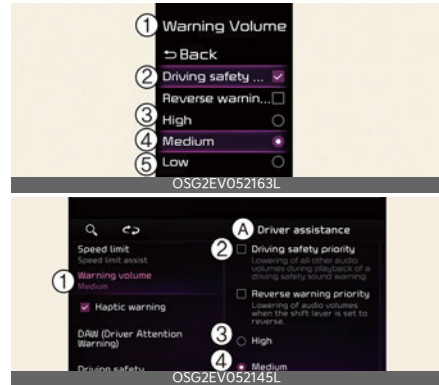 ① Warning Volume
Back
② Driving safety ...
Reverse warnin...
③ High
④ Medium
⑤ Low
OSG2EV052163L
Ⓐ Driver assistance
Speed limit
Speed limit assist
① Warning volume
Medium
Haptic warning
DAW (Driver Attention
Warning)
Driving safety
② Driving safety priority
Lowering of all other audio
volumes during playback of a
driving safety sound warning
Reverse warning priority
Lowering of audio volumes
when the shift lever is set to
reverse.
③ High
④ Medium
OSG2EV052145L